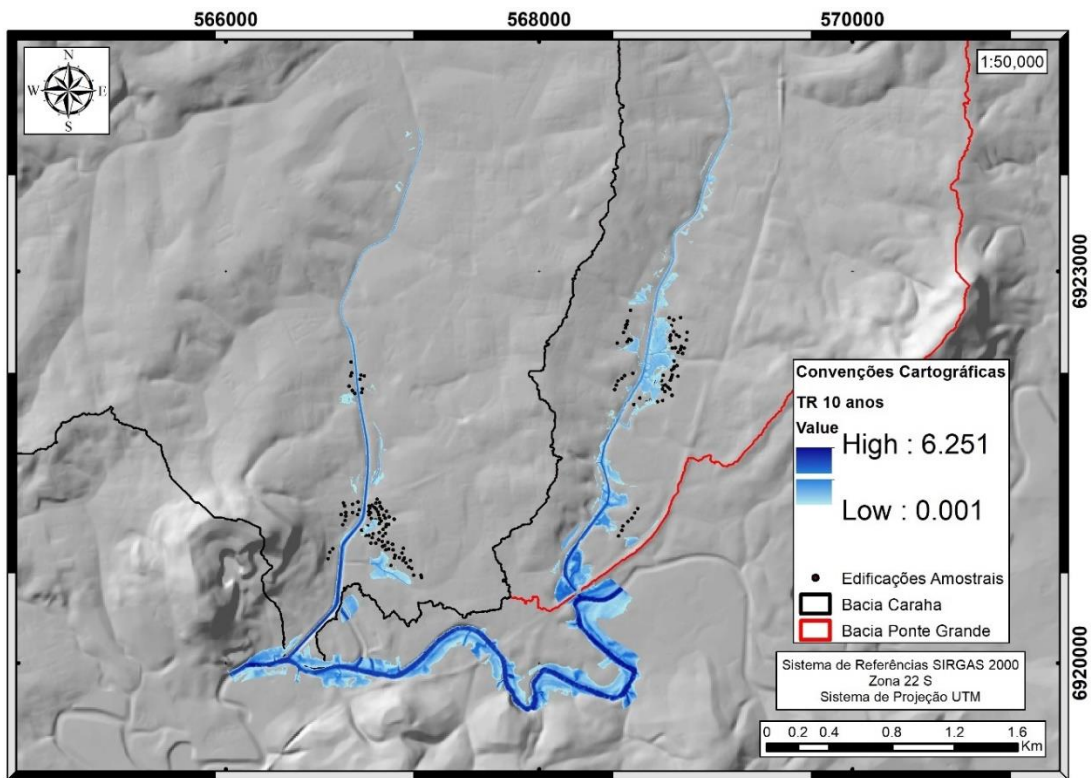 566000
568000
570000
N
W
E
S
1:50,000
6923000
6920000
Convenções Cartográficas
TR 10 anos
Value
High : 6.251
Low : 0.001
Edificações Amostrais
Bacia Caraha
Bacia Ponte Grande
Sistema de Referências SIRGAS 2000
Zona 22 S
Sistema de Projeção UTM
0 0.2 0.4 0.8 1.2 1.6
Km